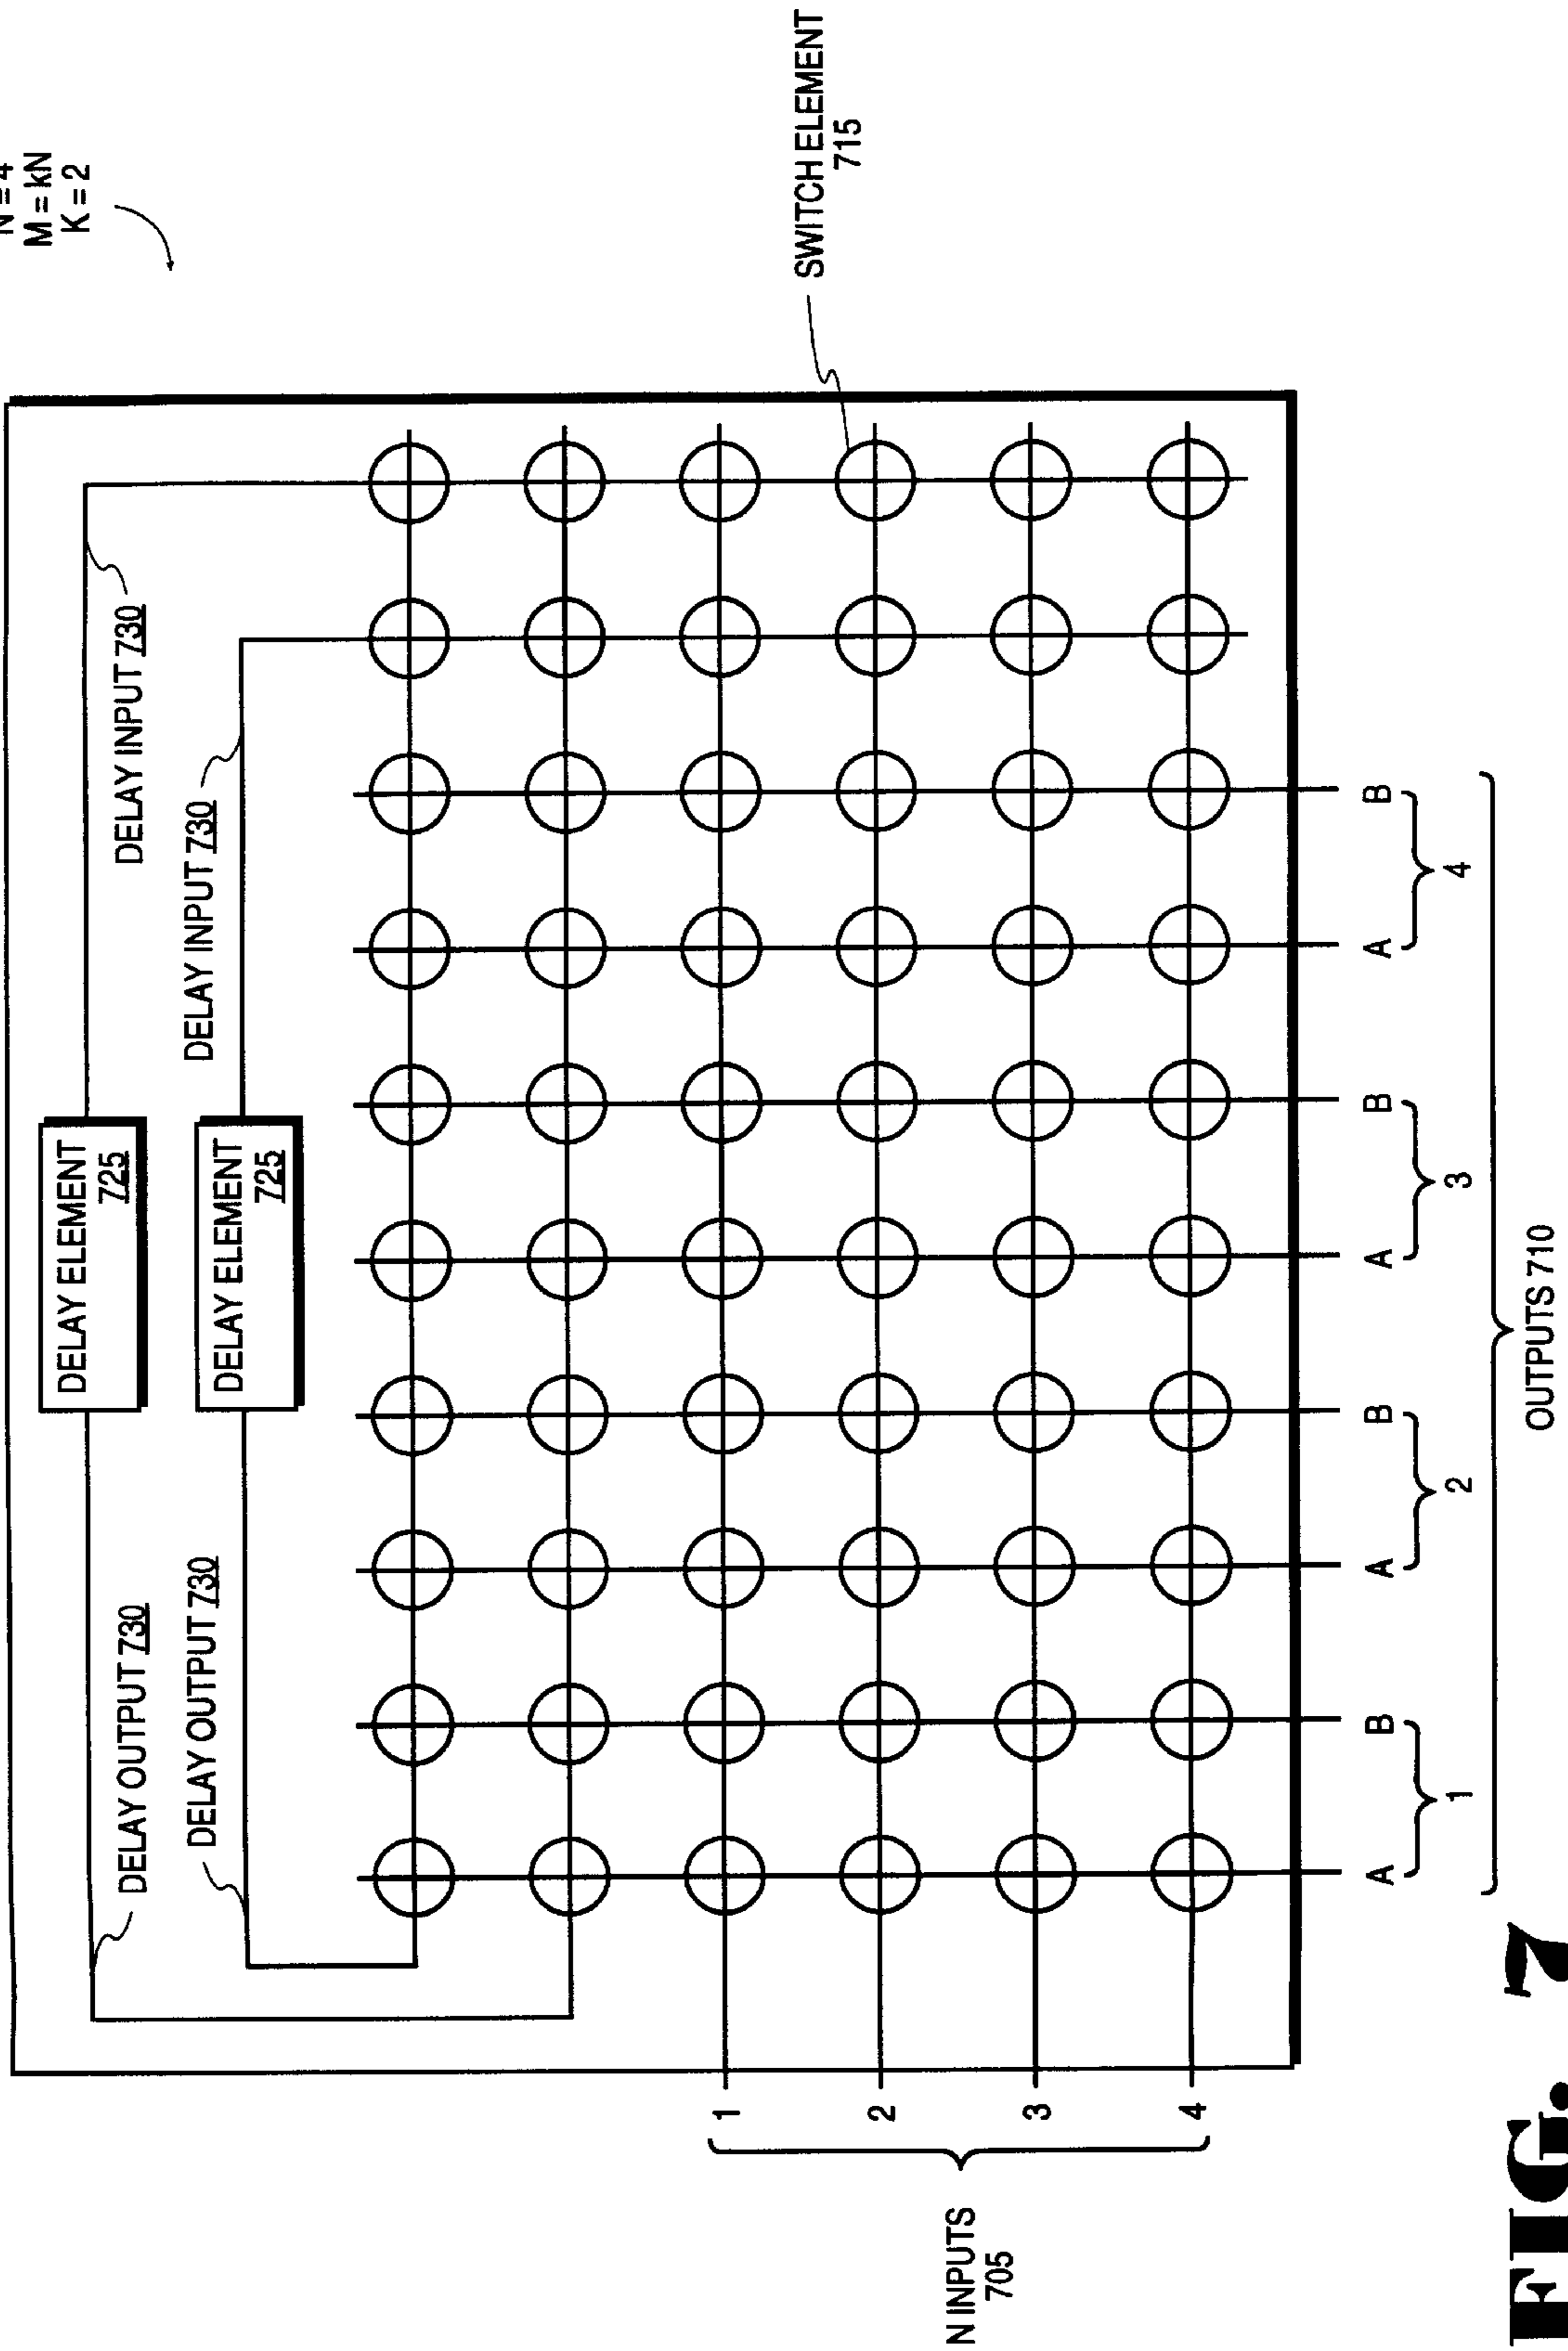 N = 4
M = kN
K = 2
DELAY ELEMENT
725
DELAY ELEMENT
725
DELAY OUTPUT 730
DELAY INPUT 730
DELAY OUTPUT 730
DELAY INPUT 730
SWITCH ELEMENT
715
N INPUTS
705
1
2
3
4
A B A B A B A B
1 2 3 4
OUTPUTS 710
FIG. 7